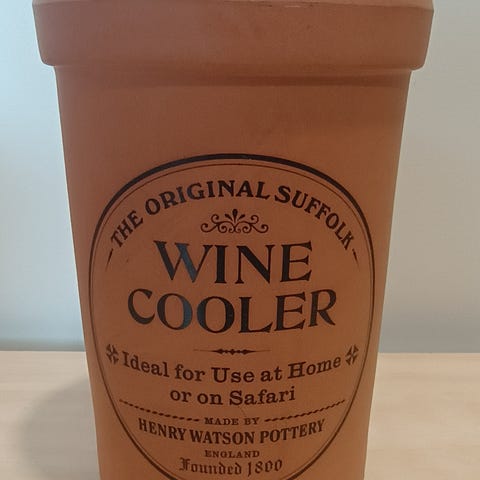 THE ORIGINAL SUFFOLK
WINE
COOLER
Ideal for Use at Home
or on Safari
MADE BY
HENRY WATSON POTTERY
ENGLAND
Founded 1800